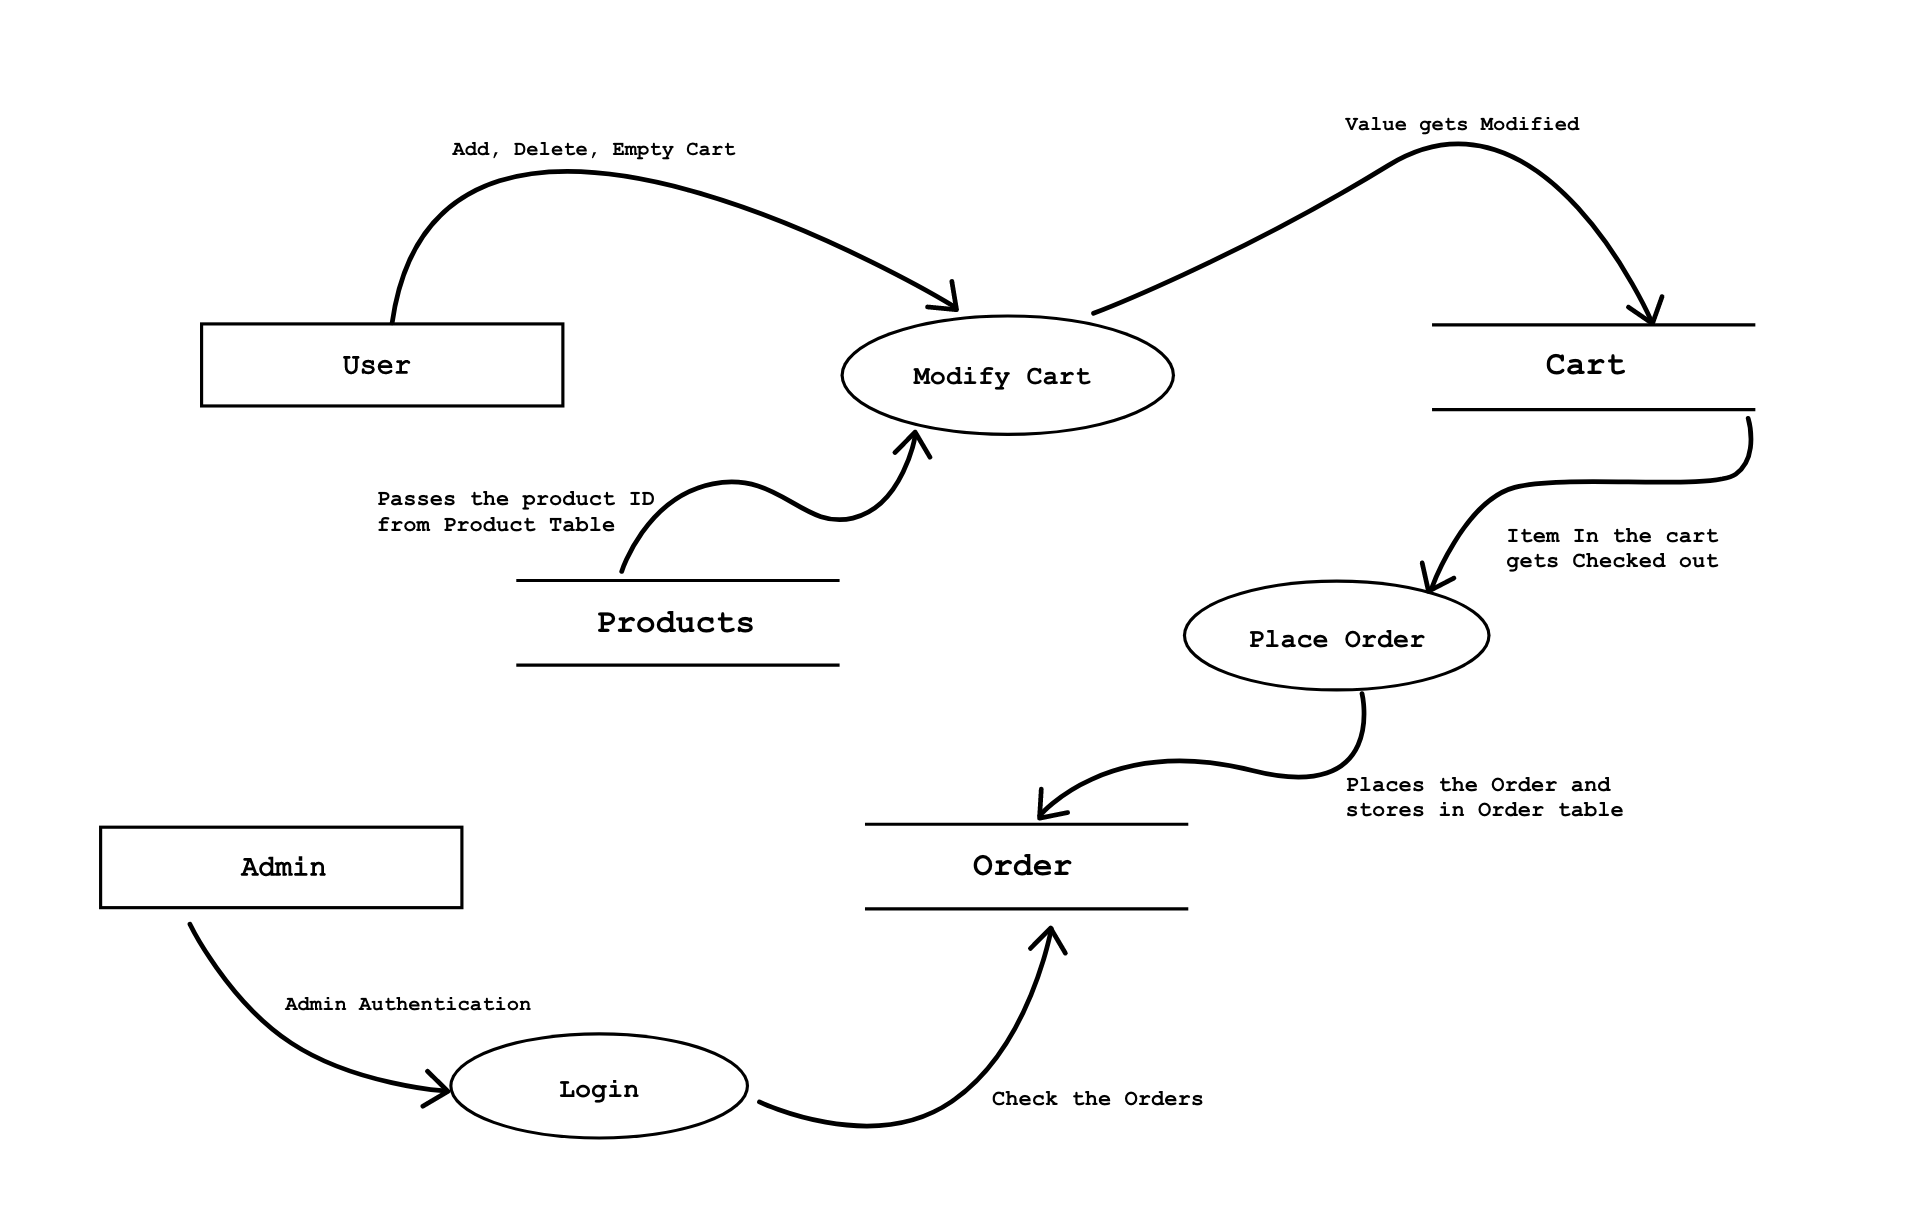 Value gets Modified
Add, Delete, Empty Cart
User
Modify Cart
Cart
Passes the product ID
from Product Table
Item In the cart
gets Checked out
Products
Place Order
Places the Order and
stores in Order table
Admin
Order
Admin Authentication
Login
Check the Orders